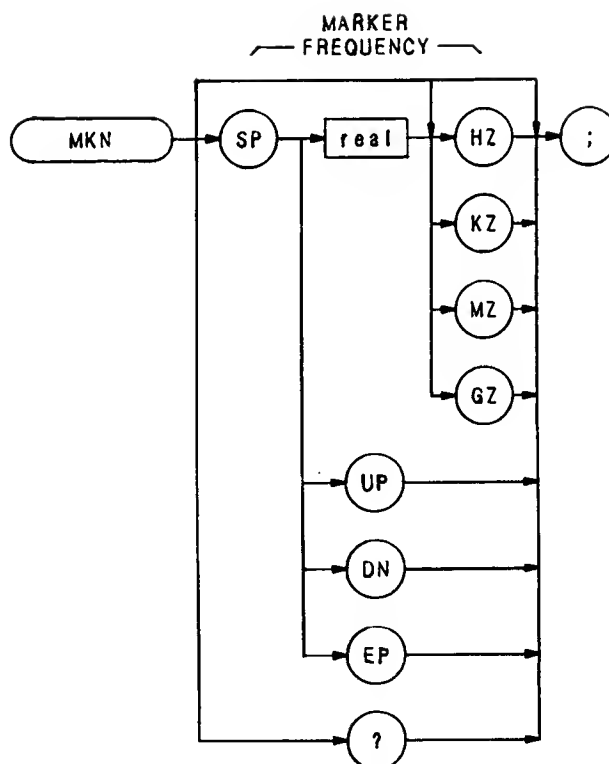 MARKER
FREQUENCY
MKN SP real HZ ;
KZ
MZ
GZ
UP
DN
EP
?